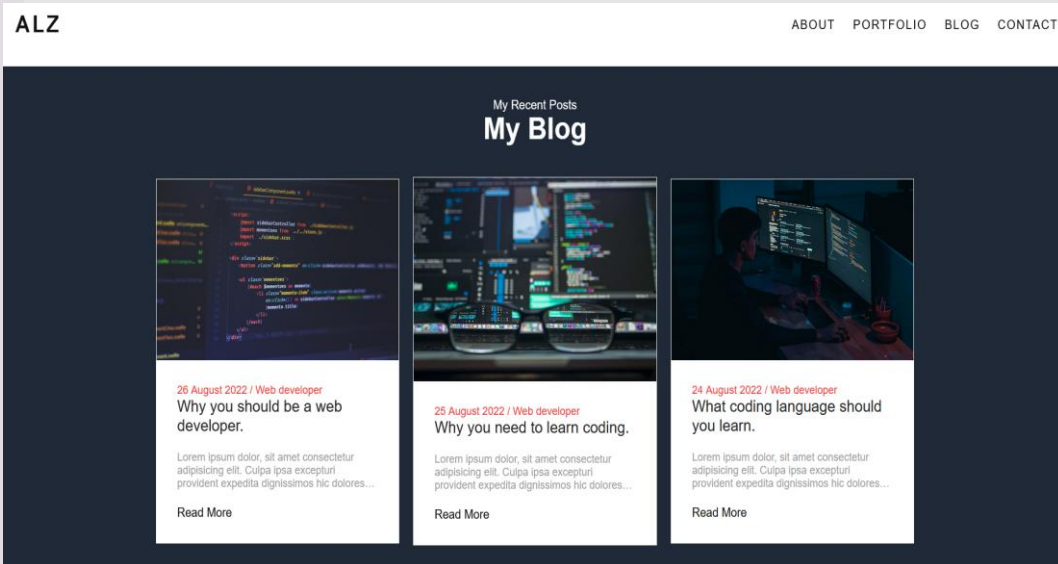 ALZ
ABOUT PORTFOLIO BLOG CONTACT
My Recent Posts
My Blog
26 August 2022 / Web developer
Why you should be a web
developer.
Lorem ipsum dolor, sit amet consectetur
adipisicing elit. Culpa ipsa excepturi
provident expedita dignissimos hic dolores…
Read More
25 August 2022 / Web developer
Why you need to learn coding.
Lorem ipsum dolor, sit amet consectetur
adipisicing elit. Culpa ipsa excepturi
provident expedita dignissimos hic dolores…
Read More
24 August 2022 / Web developer
What coding language should
you learn.
Lorem ipsum dolor, sit amet consectetur
adipisicing elit. Culpa ipsa excepturi
provident expedita dignissimos hic dolores…
Read More